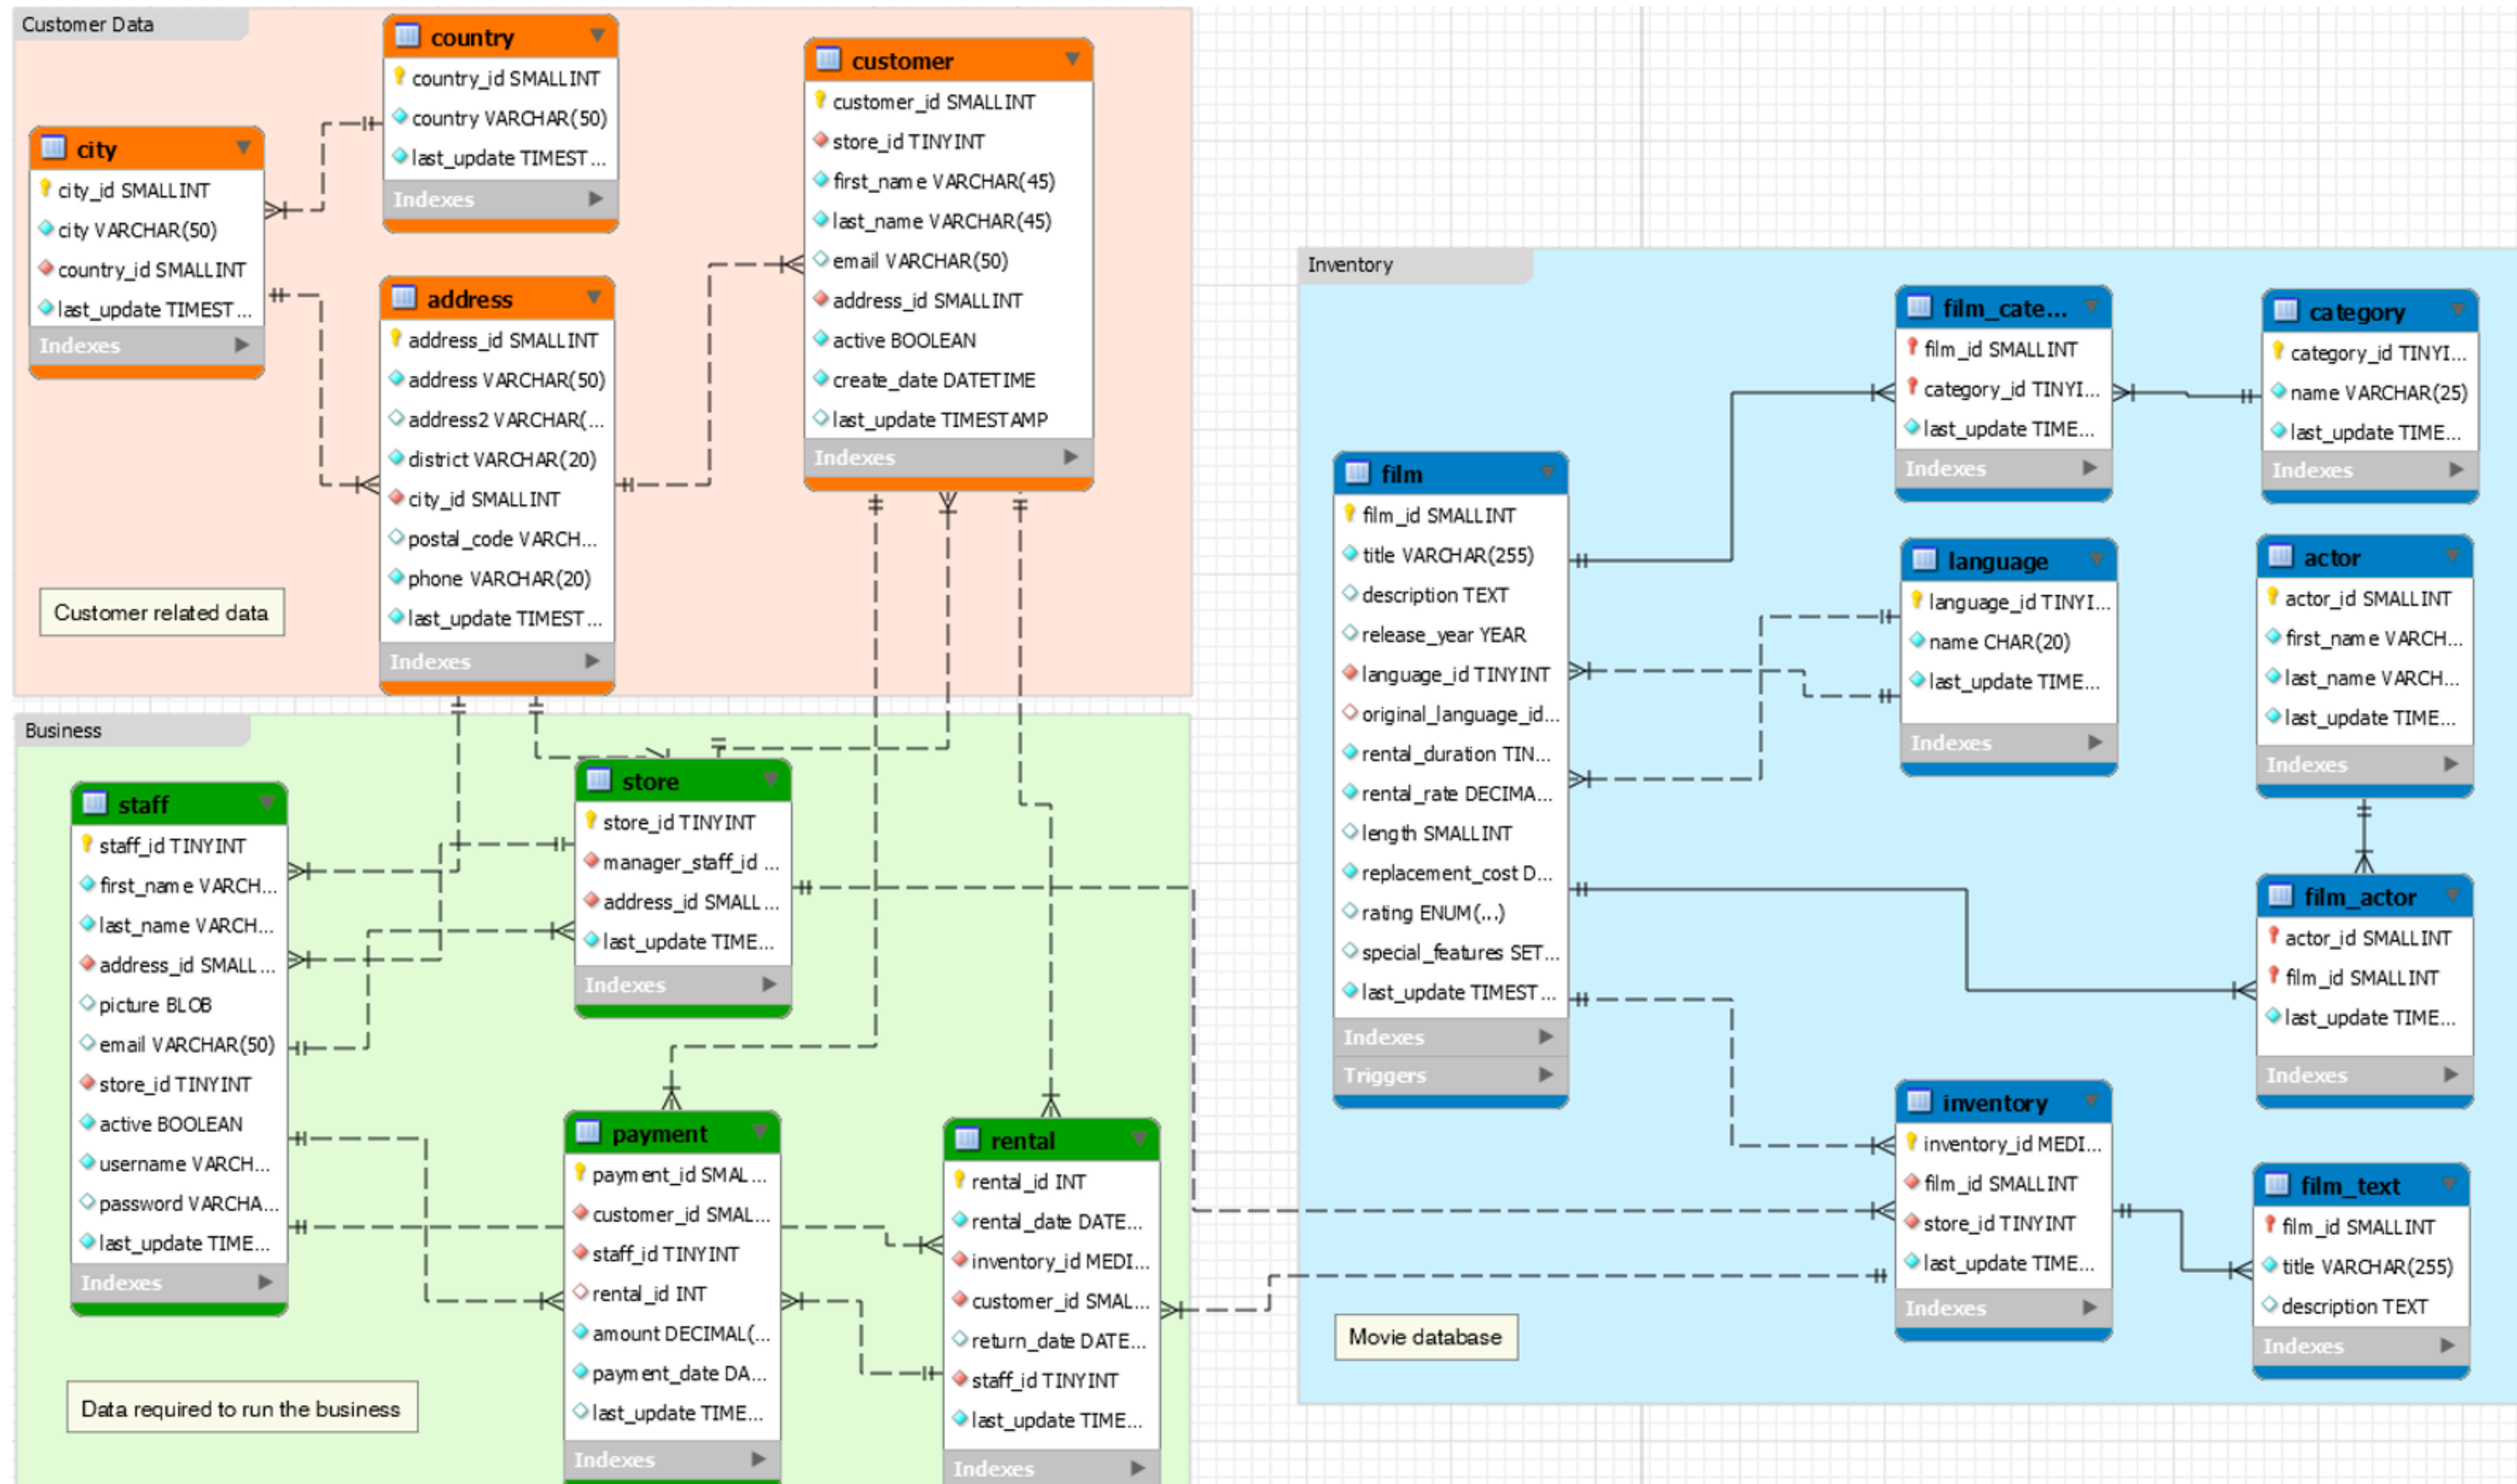 Customer Data
country
country_id SMALLINT
country VARCHAR(50)
last_update TIMEST...
Indexes
customer
customer_id SMALLINT
store_id TINYINT
first_name VARCHAR(45)
last_name VARCHAR(45)
email VARCHAR(50)
address_id SMALLINT
active BOOLEAN
create_date DATETIME
last_update TIMESTAMP
Indexes
city
city_id SMALLINT
city VARCHAR(50)
country_id SMALLINT
last_update TIMEST...
Indexes
address
address_id SMALLINT
address VARCHAR(50)
address2 VARCHAR(...
district VARCHAR(20)
city_id SMALLINT
postal_code VARCH...
phone VARCHAR(20)
last_update TIMEST...
Indexes
Customer related data
Business
staff
staff_id TINYINT
first_name VARCH...
last_name VARCH...
address_id SMALL...
picture BLOB
email VARCHAR(50)
store_id TINYINT
active BOOLEAN
username VARCH...
password VARCHA...
last_update TIME...
Indexes
store
store_id TINYINT
manager_staff_id ...
address_id SMALL...
last_update TIME...
Indexes
payment
payment_id SMAL...
customer_id SMAL...
staff_id TINYINT
rental_id INT
amount DECIMAL(...
payment_date DA...
last_update TIME...
Indexes
rental
rental_id INT
rental_date DATE...
inventory_id MEDI...
customer_id SMAL...
return_date DATE...
staff_id TINYINT
last_update TIME...
Indexes
Data required to run the business
Inventory
film_cate...
film_id SMALLINT
category_id TINYI...
last_update TIME...
Indexes
category
category_id TINYI...
name VARCHAR(25)
last_update TIME...
Indexes
film
film_id SMALLINT
title VARCHAR(255)
description TEXT
release_year YEAR
language_id TINYINT
original_language_id...
rental_duration TIN...
rental_rate DECIMA...
length SMALLINT
replacement_cost D...
rating ENUM(...)
special_features SET...
last_update TIMEST...
Indexes
Triggers
language
language_id TINYI...
name CHAR(20)
last_update TIME...
Indexes
actor
actor_id SMALLINT
first_name VARCH...
last_name VARCH...
last_update TIME...
Indexes
film_actor
actor_id SMALLINT
film_id SMALLINT
last_update TIME...
Indexes
inventory
inventory_id MEDI...
film_id SMALLINT
store_id TINYINT
last_update TIME...
Indexes
film_text
film_id SMALLINT
title VARCHAR(255)
description TEXT
Indexes
Movie database